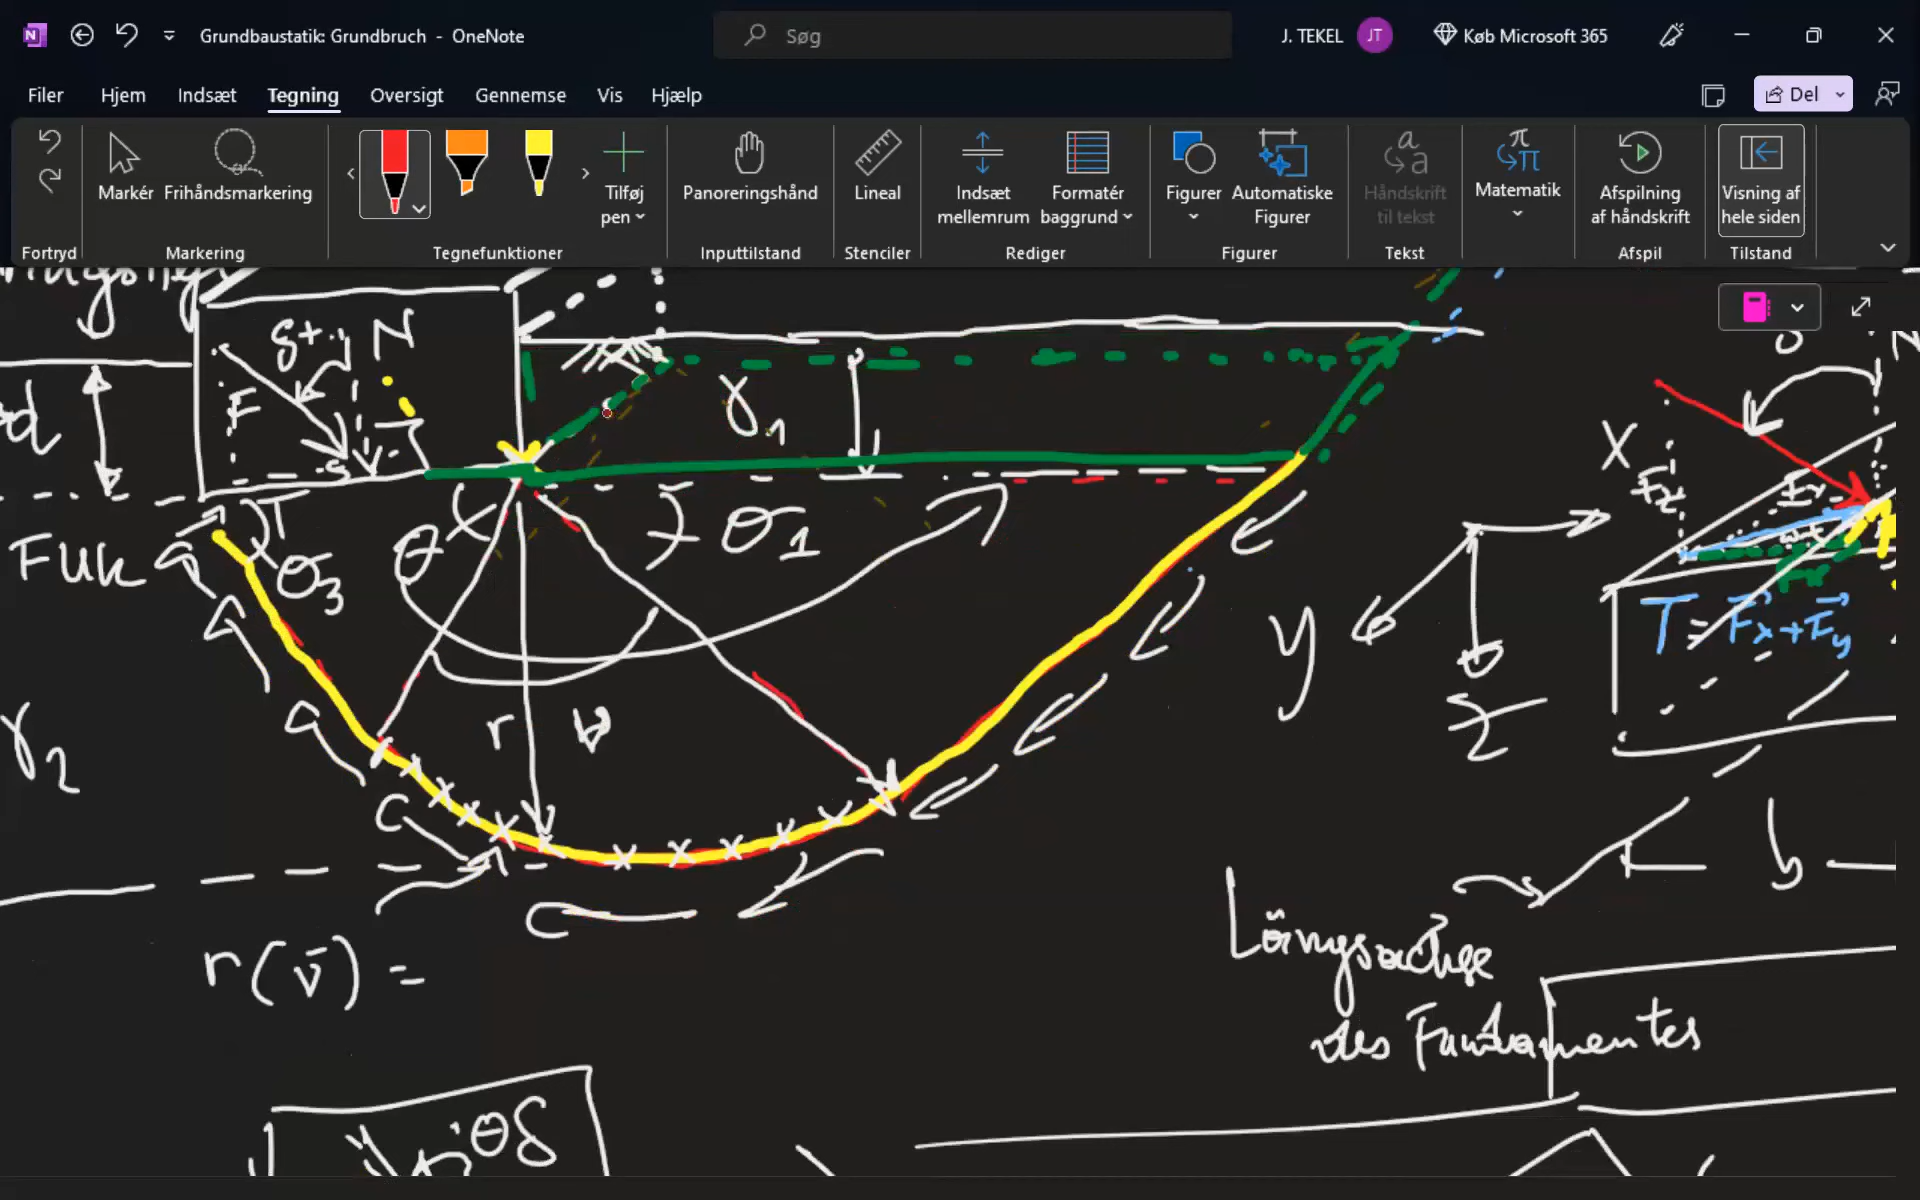 Grundbaustatik: Grundbruch - OneNote
Søg
J. TEKEL
JT
Køb Microsoft 365
Filer
Hjem
Indsæt
Tegning
Oversigt
Gennemse
Vis
Hjælp
Del
Markér
Frihåndsmarkering
Tilføj
pen
Panoreringshånd
Lineal
Indsæt
mellemrum
Formatér
baggrund
Figurer
Automatiske
Figurer
Håndskrift
til tekst
Matematik
Afspilning
af håndskrift
Visning af
hele siden
Fortryd
Markering
Tegnefunktioner
Inputtilstand
Stenciler
Rediger
Figurer
Tekst
Afspil
Tilstand
N
F
T
d
γ1
X
σ1
σ3
FUK
y
T = Fx + Fy
z
r
γ2
C
b
r(v) =
Längsachse
des Fundamentes